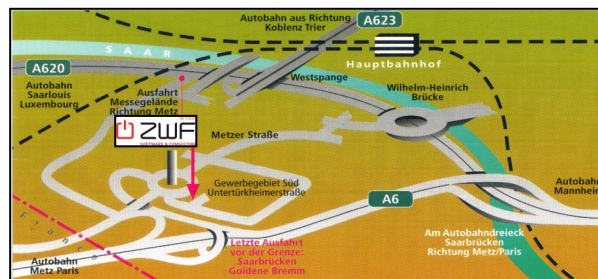 Autobahn aus Richtung
Koblenz Trier
A623
SAAR
Hauptbahnhof
A620
Westspange
Autobahn
Saarlouis
Luxembourg
Ausfahrt
Messegelände
Richtung Metz
Wilhelm-Heinrich
Brücke
ZWF
SOFTWARE & CONSULTING
Metzer Straße
Gewerbegebiet Süd
Untertürkheimerstraße
A6
Autobahn
Mannheim
France
Letzte Ausfahrt
vor der Grenze:
Saarbrücken
Goldene Bremm
Am Autobahndreieck
Saarbrücken
Richtung Metz/Paris
Autobahn
Metz Paris